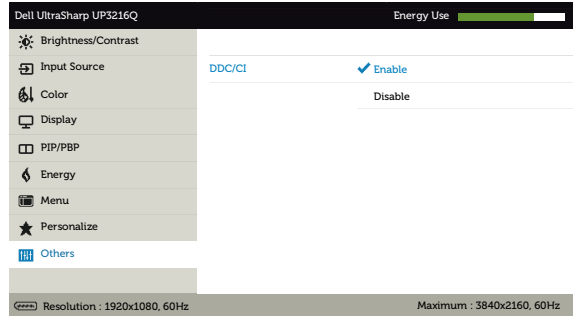 Dell UltraSharp UP3216Q Energy Use
Brightness/Contrast
Input Source DDC/CI Enable
Color Disable
Display
PIP/PBP
Energy
Menu
Personalize
Others
Resolution : 1920x1080, 60Hz Maximum : 3840x2160, 60Hz